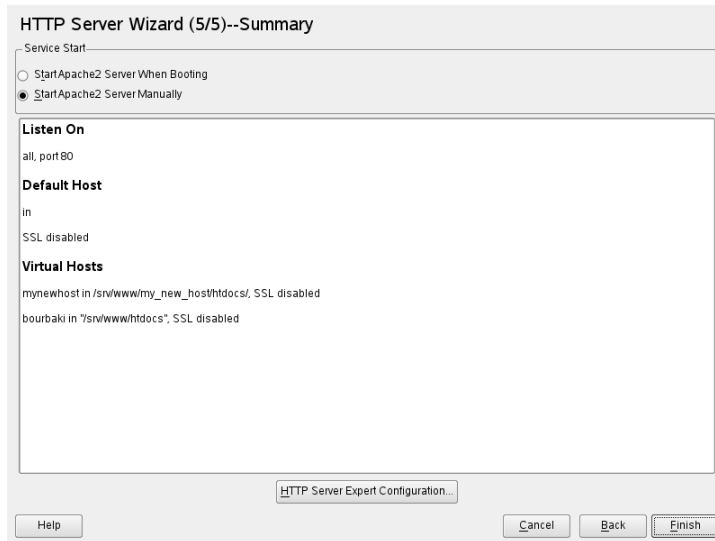 HTTP Server Wizard (5/5)--Summary
Service Start
Start Apache2 Server When Booting
Start Apache2 Server Manually
Listen On
all, port 80
Default Host
in
SSL disabled
Virtual Hosts
mynewhost in /srv/www/my_new_host/htdocs/, SSL disabled
bourbaki in "/srv/www/htdocs", SSL disabled
HTTP Server Expert Configuration...
Help
Cancel
Back
Finish